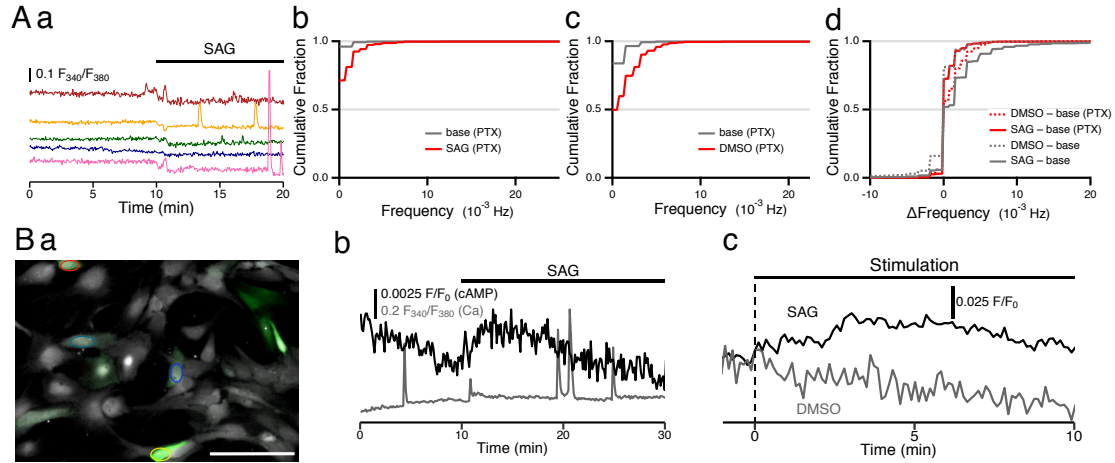 A a
SAG
0.1 F340/F380
0
5
10
15
20
Time (min)
b
Cumulative Fraction
1.0
0.5
0.0
base (PTX)
SAG (PTX)
0
10
20
Frequency (10-3 Hz)
c
Cumulative Fraction
1.0
0.5
0.0
base (PTX)
DMSO (PTX)
0
10
20
Frequency (10-3 Hz)
d
Cumulative Fraction
1.0
0.5
0.0
DMSO – base (PTX)
SAG – base (PTX)
DMSO – base
SAG – base
-10
0
10
20
ΔFrequency (10-3 Hz)
B a
b
SAG
0.0025 F/F0 (cAMP)
0.2 F340/F380 (Ca)
0
10
20
30
Time (min)
c
Stimulation
SAG
0.025 F/F0
DMSO
0
5
10
Time (min)